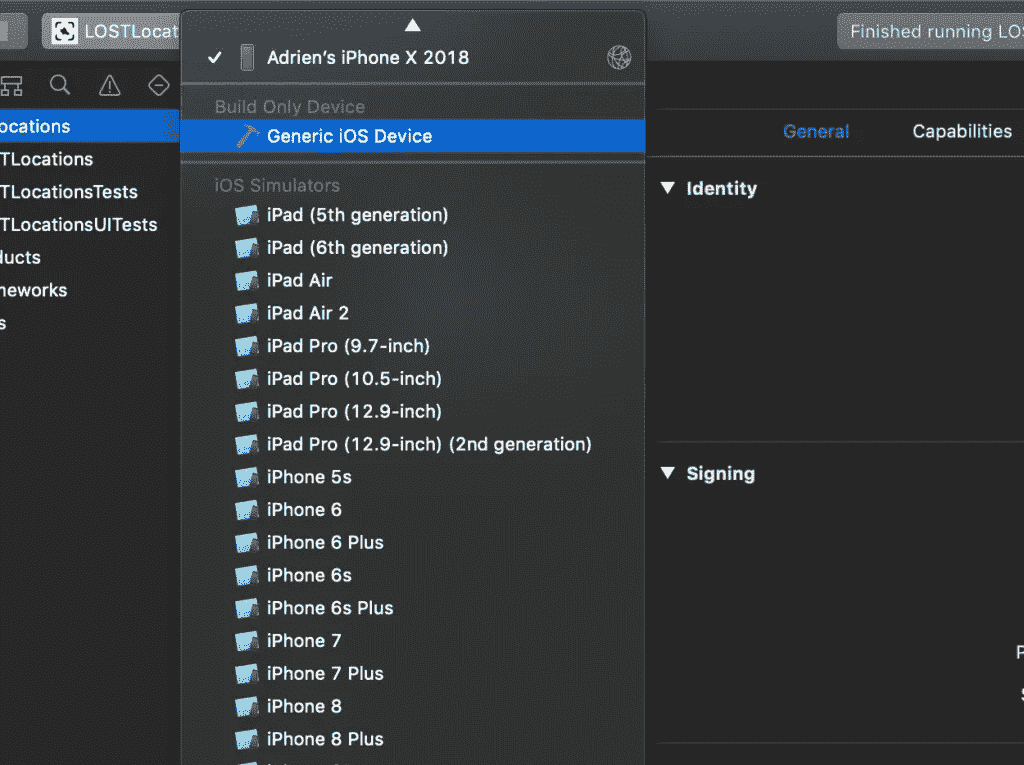 LOSTLocat
Finished running LOS
Adrien's iPhone X 2018
Build Only Device
Generic iOS Device
iOS Simulators
iPad (5th generation)
iPad (6th generation)
iPad Air
iPad Air 2
iPad Pro (9.7-inch)
iPad Pro (10.5-inch)
iPad Pro (12.9-inch)
iPad Pro (12.9-inch) (2nd generation)
iPhone 5s
iPhone 6
iPhone 6 Plus
iPhone 6s
iPhone 6s Plus
iPhone 7
iPhone 7 Plus
iPhone 8
iPhone 8 Plus
ocations
TLocations
TLocationsTests
TLocationsUITests
ducts
meworks
s
General Capabilities
Identity
Signing
P
S